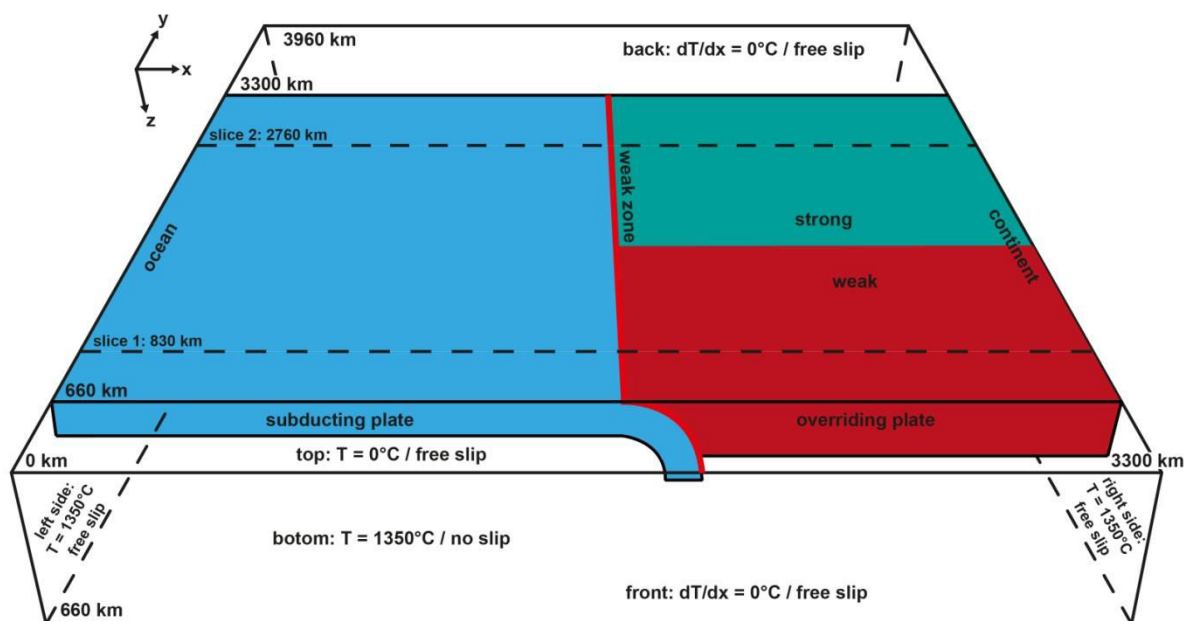 y
x
z
3960 km
back: dT/dx = 0°C / free slip
3300 km
slice 2: 2760 km
weak zone
ocean
strong
continent
weak
slice 1: 830 km
660 km
subducting plate
overriding plate
0 km
top: T = 0°C / free slip
3300 km
left side:
T = 1350°C
free slip
right side:
T = 1350°C
free slip
botom: T = 1350°C / no slip
660 km
front: dT/dx = 0°C / free slip